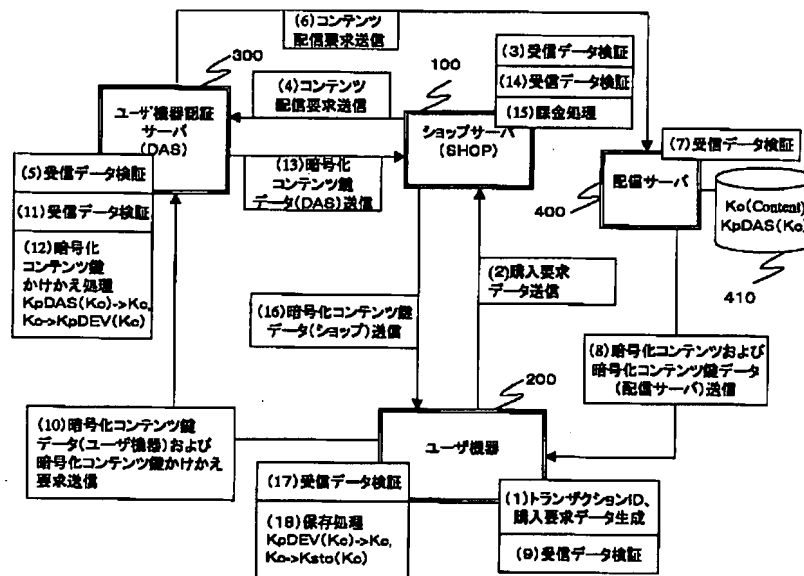 (6)コンテンツ
配信要求送信
300
100
(3)受信データ検証
(14)受信データ検証
(15)課金処理
(4)コンテンツ
配信要求送信
ユーザ機器認証
サーバ
(DAS)
ショップサーバ
(SHOP)
(7)受信データ検証
(5)受信データ検証
(11)受信データ検証
(12)暗号化
コンテンツ鍵
かけかえ処理
KpDAS(Kc)->Kc,
Kc->KpDEV(Kc)
(13)暗号化
コンテンツ鍵
データ(DAS)送信
配信サーバ
400
Kc(Content)
KpDAS(Kc)
410
(2)購入要求
データ送信
(16)暗号化コンテンツ鍵
データ(ショップ)送信
(8)暗号化コンテンツおよび
暗号化コンテンツ鍵データ
(配信サーバ)送信
200
(10)暗号化コンテンツ鍵
データ(ユーザ機器)および
暗号化コンテンツ鍵かけかえ
要求送信
ユーザ機器
(17)受信データ検証
(18)保存処理
KpDEV(Kc)->Kc,
Kc->Ksto(Kc)
(1)トランザクションID、
購入要求データ生成
(9)受信データ検証